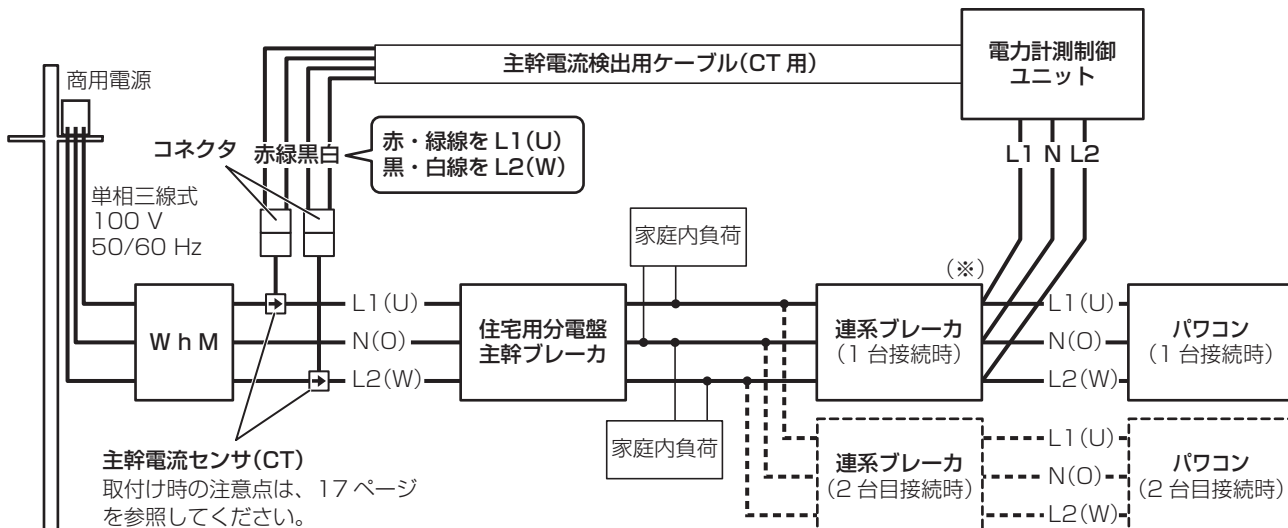 主幹電流検出用ケーブル(CT 用)
電力計測制御
ユニット
商用電源
コネクタ
赤緑黒白
赤・緑線を L1(U)
黒・白線を L2(W)
L1 N L2
単相三線式
100 V
50/60 Hz
家庭内負荷
(※)
WhM
L1(U)
N(O)
L2(W)
住宅用分電盤
主幹ブレーカ
連系ブレーカ
(1 台接続時)
L1(U)
N(O)
L2(W)
パワコン
(1 台接続時)
家庭内負荷
連系ブレーカ
(2 台目接続時)
L1(U)
N(O)
L2(W)
パワコン
(2 台目接続時)
主幹電流センサ(CT)
取付け時の注意点は、17 ページ
を参照してください。